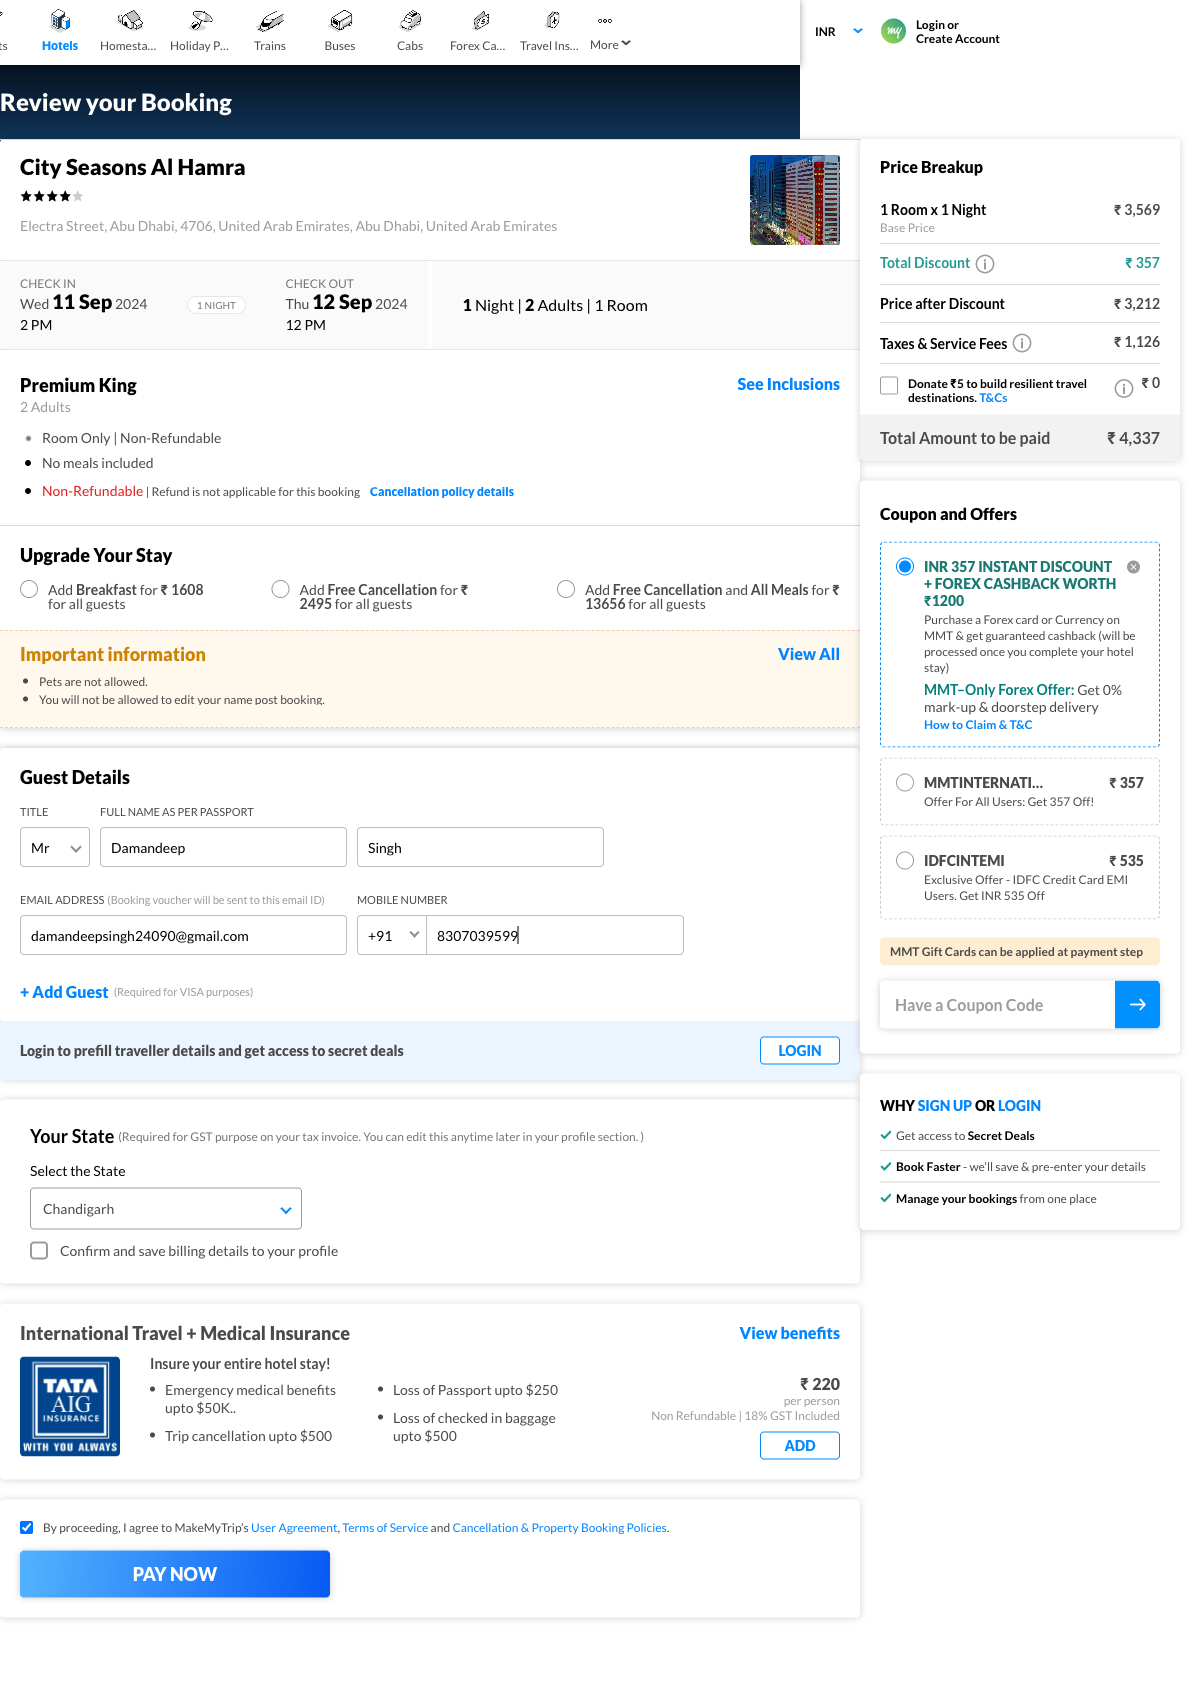 ts
Hotels
Homesta...
Holiday P...
Trains
Buses
Cabs
Forex Ca...
Travel Ins...
More
INR
my
Login or
Create Account
Review your Booking
City Seasons Al Hamra
Electra Street, Abu Dhabi, 4706, United Arab Emirates, Abu Dhabi, United Arab Emirates
CHECK IN
Wed 11 Sep 2024
2 PM
1 NIGHT
CHECK OUT
Thu 12 Sep 2024
12 PM
1 Night | 2 Adults | 1 Room
Premium King
See Inclusions
2 Adults
Room Only | Non-Refundable
No meals included
Non-Refundable | Refund is not applicable for this booking Cancellation policy details
Upgrade Your Stay
Add Breakfast for ₹ 1608
for all guests
Add Free Cancellation for ₹
2495 for all guests
Add Free Cancellation and All Meals for ₹
13656 for all guests
Important information
View All
Pets are not allowed.
You will not be allowed to edit your name post booking.
Guest Details
TITLE
FULL NAME AS PER PASSPORT
Mr
Damandeep
Singh
EMAIL ADDRESS (Booking voucher will be sent to this email ID)
MOBILE NUMBER
damandeepsingh24090@gmail.com
+91
8307039599
+ Add Guest (Required for VISA purposes)
Login to prefill traveller details and get access to secret deals
LOGIN
Your State (Required for GST purpose on your tax invoice. You can edit this anytime later in your profile section. )
Select the State
Chandigarh
Confirm and save billing details to your profile
International Travel + Medical Insurance
View benefits
TATA
AIG
INSURANCE
WITH YOU ALWAYS
Insure your entire hotel stay!
Emergency medical benefits
upto $50K..
Trip cancellation upto $500
Loss of Passport upto $250
Loss of checked in baggage
upto $500
₹ 220
per person
Non Refundable | 18% GST Included
ADD
By proceeding, I agree to MakeMyTrip's User Agreement, Terms of Service and Cancellation & Property Booking Policies.
PAY NOW
Price Breakup
1 Room x 1 Night
₹ 3,569
Base Price
Total Discount
₹ 357
Price after Discount
₹ 3,212
Taxes & Service Fees
₹ 1,126
Donate ₹5 to build resilient travel
destinations. T&Cs
₹ 0
Total Amount to be paid
₹ 4,337
Coupon and Offers
INR 357 INSTANT DISCOUNT
+ FOREX CASHBACK WORTH
₹1200
Purchase a Forex card or Currency on
MMT & get guaranteed cashback (will be
processed once you complete your hotel
stay)
MMT–Only Forex Offer: Get 0%
mark-up & doorstep delivery
How to Claim & T&C
MMTINTERNATI...
₹ 357
Offer For All Users: Get 357 Off!
IDFCINTEMI
₹ 535
Exclusive Offer - IDFC Credit Card EMI
Users. Get INR 535 Off
MMT Gift Cards can be applied at payment step
Have a Coupon Code
WHY SIGN UP OR LOGIN
Get access to Secret Deals
Book Faster - we'll save & pre-enter your details
Manage your bookings from one place